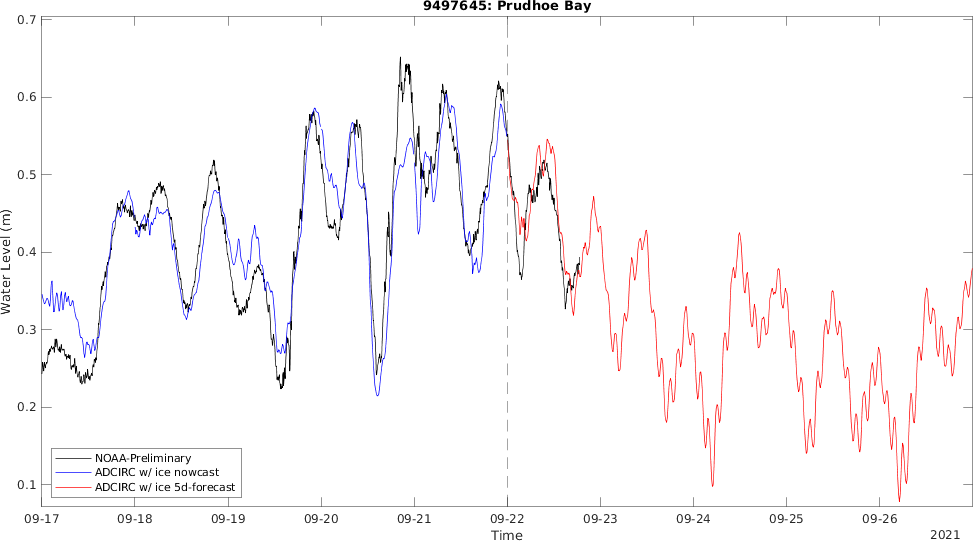 9497645: Prudhoe Bay
0.7
0.6
0.5
0.4
0.3
0.2
0.1
Water Level (m)
NOAA-Preliminary
ADCIRC w/ ice nowcast
ADCIRC w/ ice 5d-forecast
09-17 09-18 09-19 09-20 09-21 09-22 09-23 09-24 09-25 09-26
Time
2021